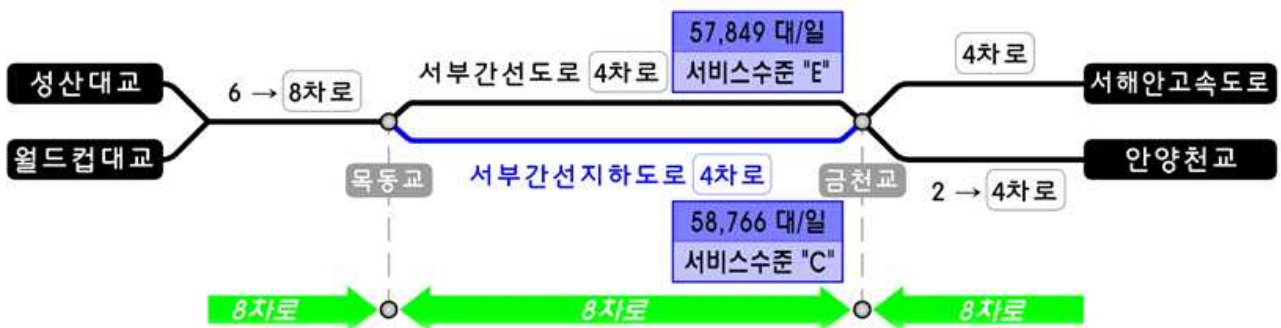 57,849 대/일
서비스수준 "E"
서부간선도로 4차로
4차로
성산대교
6 → 8차로
서해안고속도로
월드컵대교
목동교
서부간선지하도로 4차로
금천교
안양천교
2 → 4차로
58,766 대/일
서비스수준 "C"
8차로
8차로
8차로